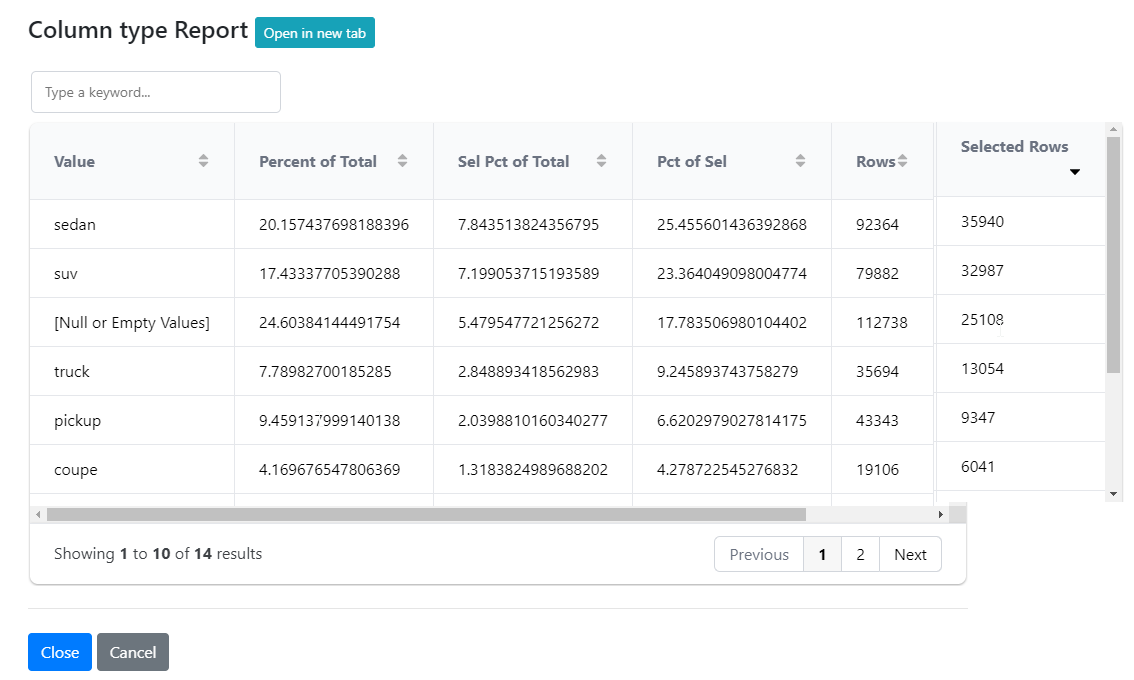 Column type Report Open in new tab
Type a keyword...
Value Percent of Total Sel Pct of Total Pct of Sel Rows Selected Rows
sedan 20.157437698188396 7.843513824356795 25.455601436392868 92364 35940
suv 17.43337705390288 7.199053715193589 23.364049098004774 79882 32987
[Null or Empty Values] 24.60384144491754 5.479547721256272 17.783506980104402 112738 25108
truck 7.78982700185285 2.848893418562983 9.245893743758279 35694 13054
pickup 9.459137999140138 2.0398810160340277 6.6202979027814175 43343 9347
coupe 4.169676547806369 1.3183824989688202 4.278722545276832 19106 6041
Showing 1 to 10 of 14 results Previous 1 2 Next
Close Cancel